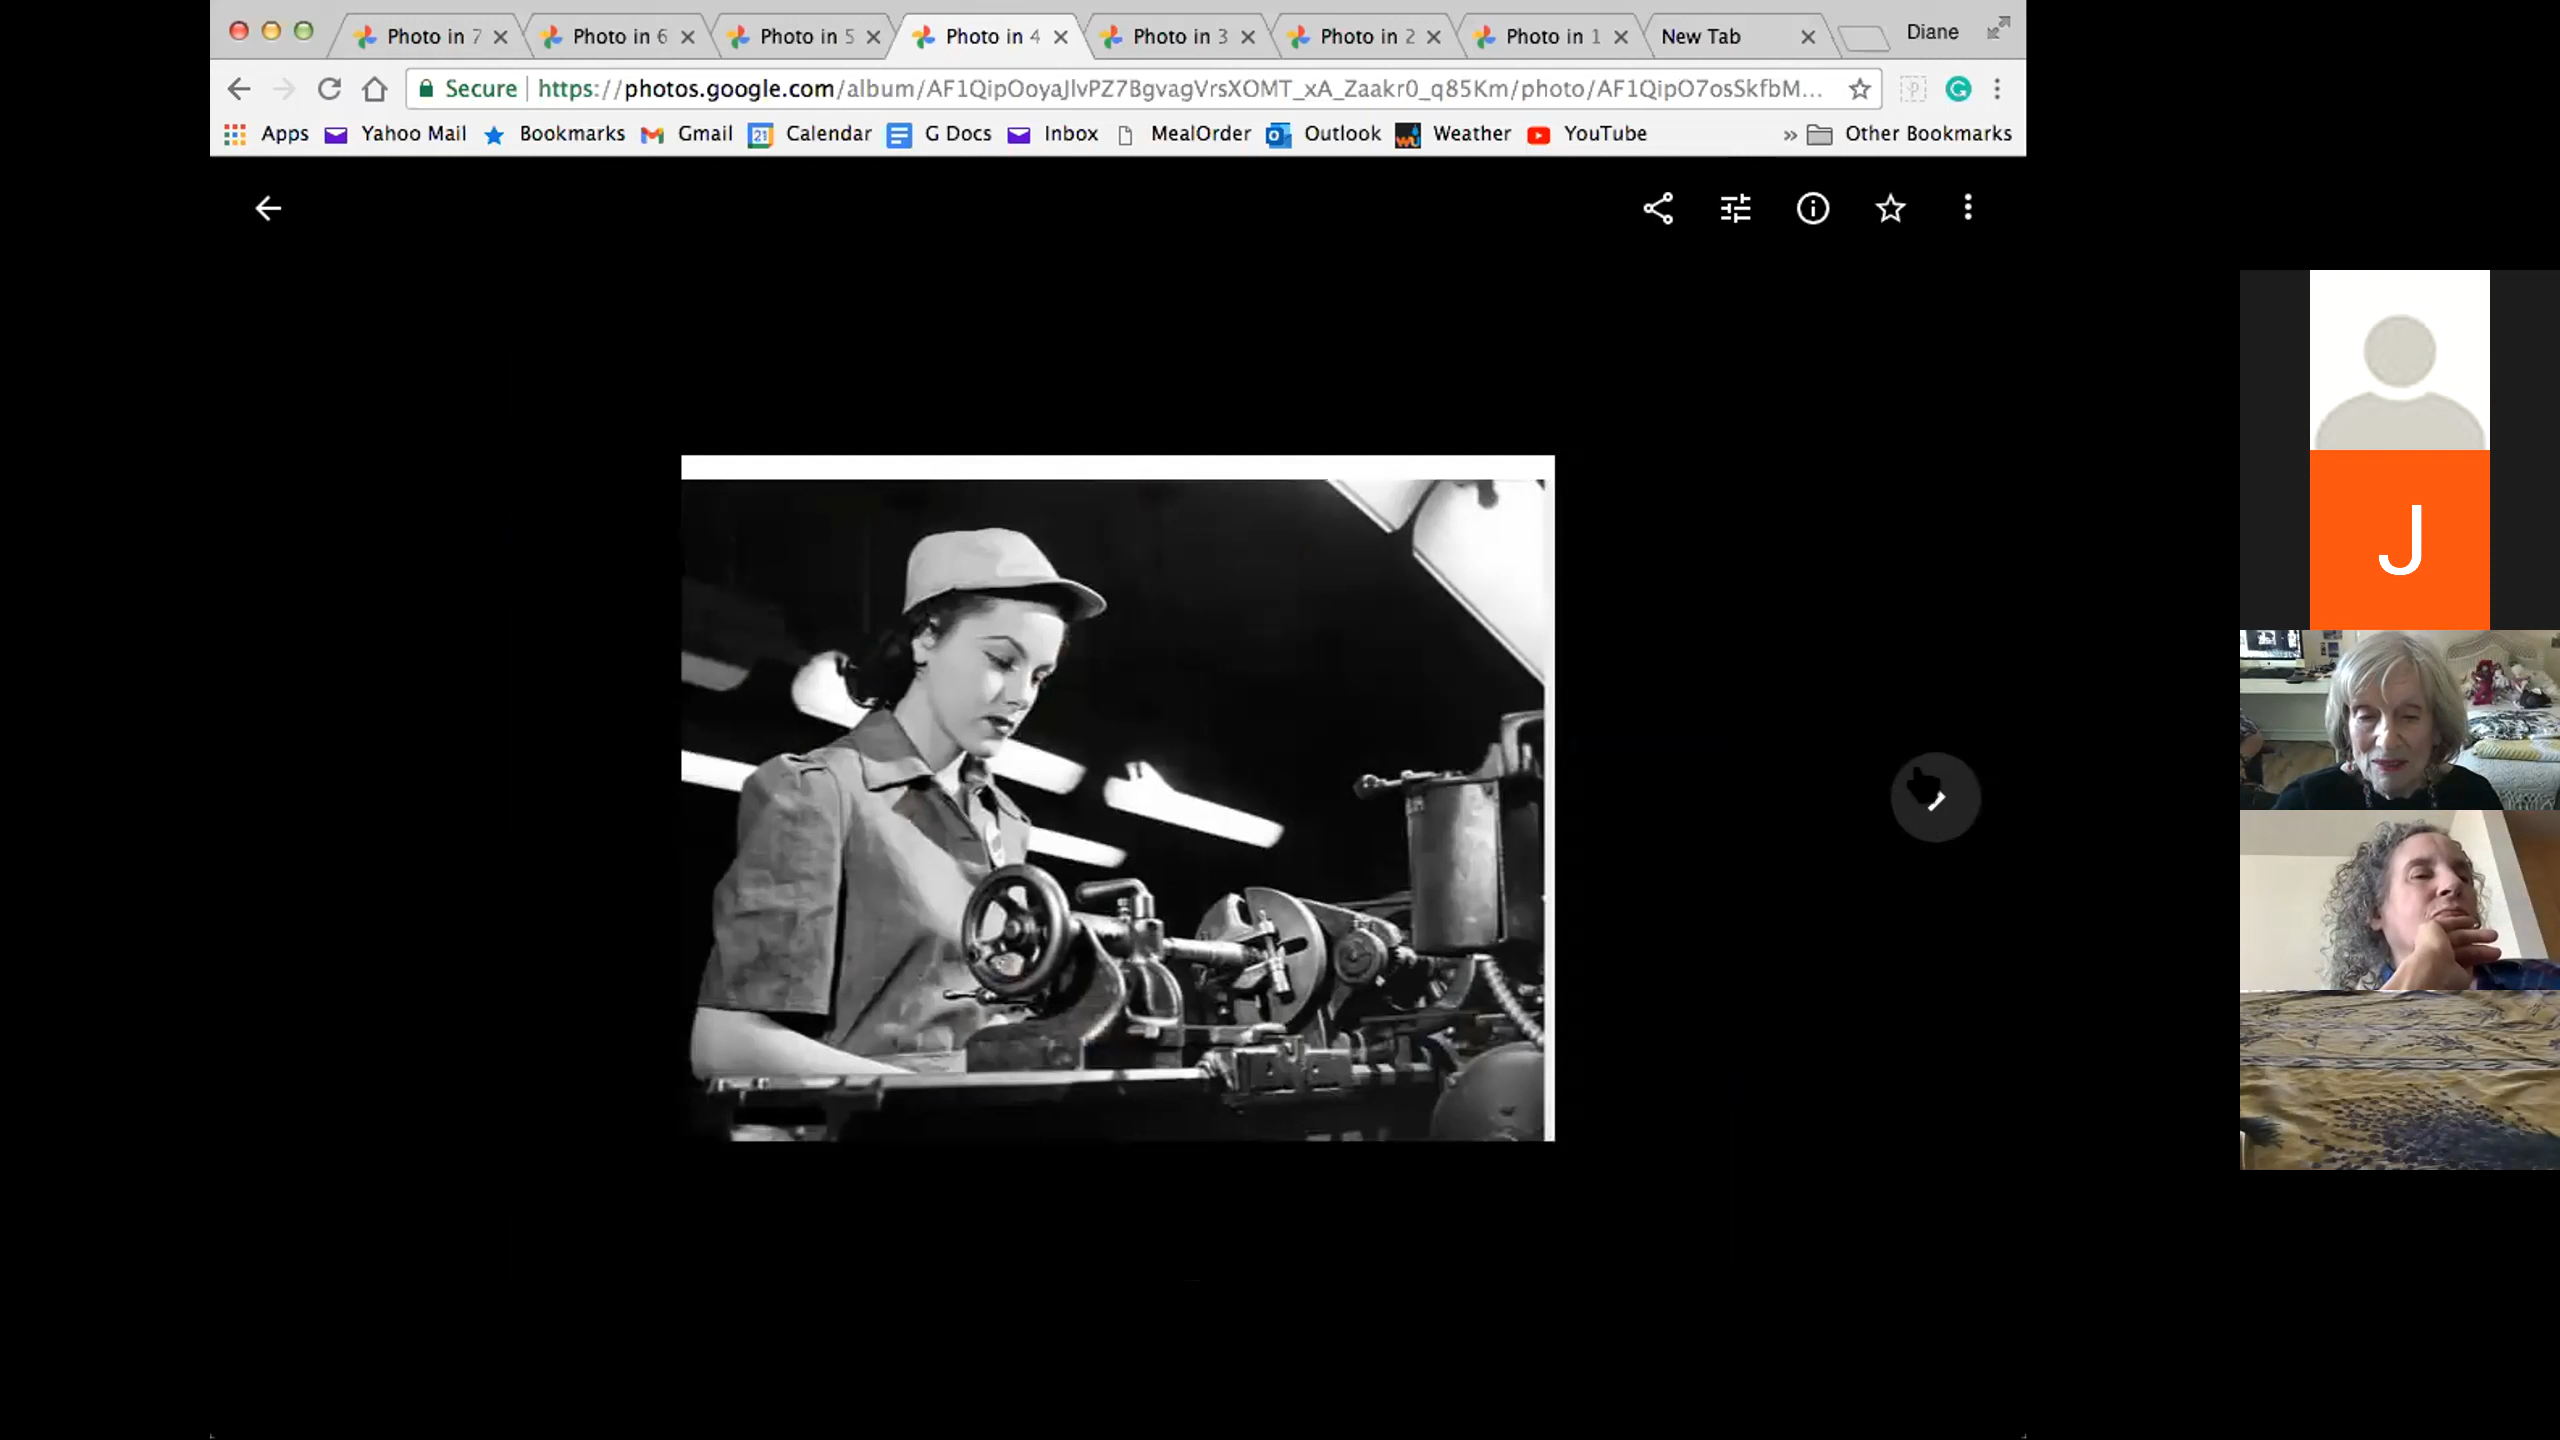 Photo in 7 Photo in 6 Photo in 5 Photo in 4 Photo in 3 Photo in 2 Photo in 1 New Tab Diane
Secure https://photos.google.com/album/AF1QipOoyaJlvPZ7BgvagVrsXOMT_xA_Zaakr0_q85Km/photo/AF1QipO7osSkfbM...
Apps Yahoo Mail Bookmarks Gmail 21 Calendar G Docs Inbox MealOrder Outlook Weather YouTube » Other Bookmarks
J